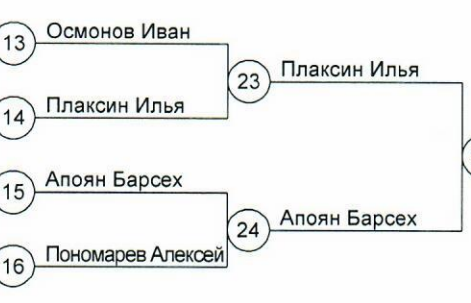 13 Осмонов Иван
23 Плаксин Илья
14 Плаксин Илья
15 Апоян Барсех
24 Апоян Барсех
16 Пономарев Алексей